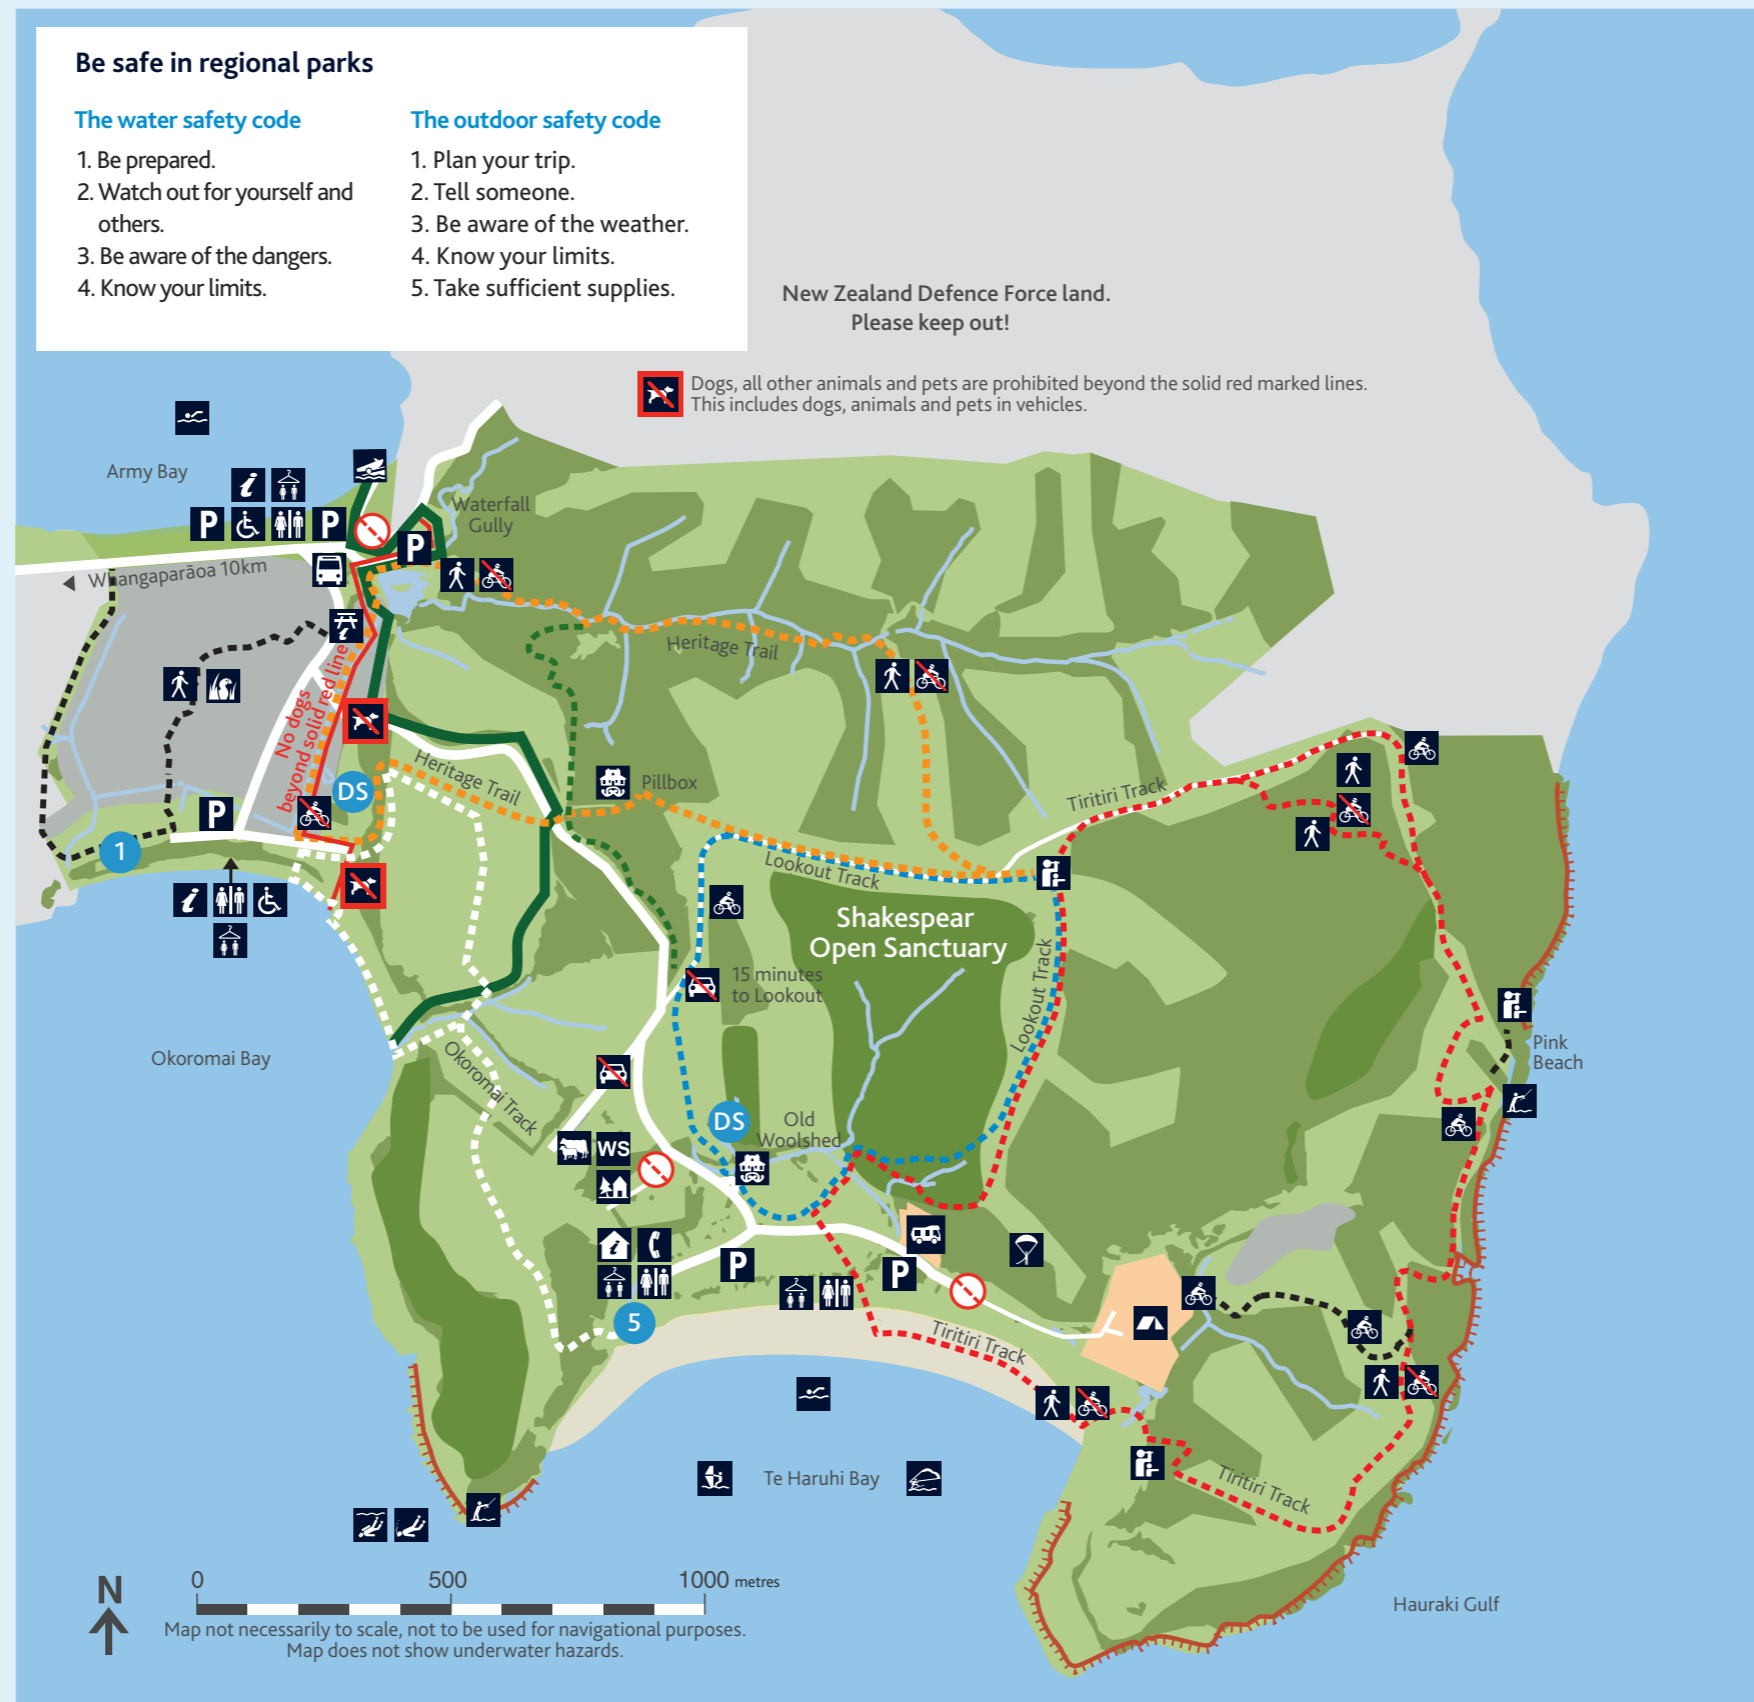 Be safe in regional parks
The water safety code
1. Be prepared.
2. Watch out for yourself and
others.
3. Be aware of the dangers.
4. Know your limits.
The outdoor safety code
1. Plan your trip.
2. Tell someone.
3. Be aware of the weather.
4. Know your limits.
5. Take sufficient supplies.
New Zealand Defence Force land.
Please keep out!
Dogs, all other animals and pets are prohibited beyond the solid red marked lines.
This includes dogs, animals and pets in vehicles.
Army Bay
Waterfall
Gully
i
P
P
P
Whangaparāoa 10km
i
Heritage Trail
No dogs
beyond solid red line
Heritage Trail
DS
Pillbox
Tiritiri Track
P
1
Lookout Track
i
Shakespear
Open Sanctuary
15 minutes
to Lookout
Lookout Track
Okoromai Bay
Pink
Beach
Okoromai Track
DS
Old
Woolshed
WS
i
P
P
5
Tiritiri Track
Te Haruhi Bay
Tiritiri Track
Hauraki Gulf
N
0 500 1000 metres
Map not necessarily to scale, not to be used for navigational purposes.
Map does not show underwater hazards.